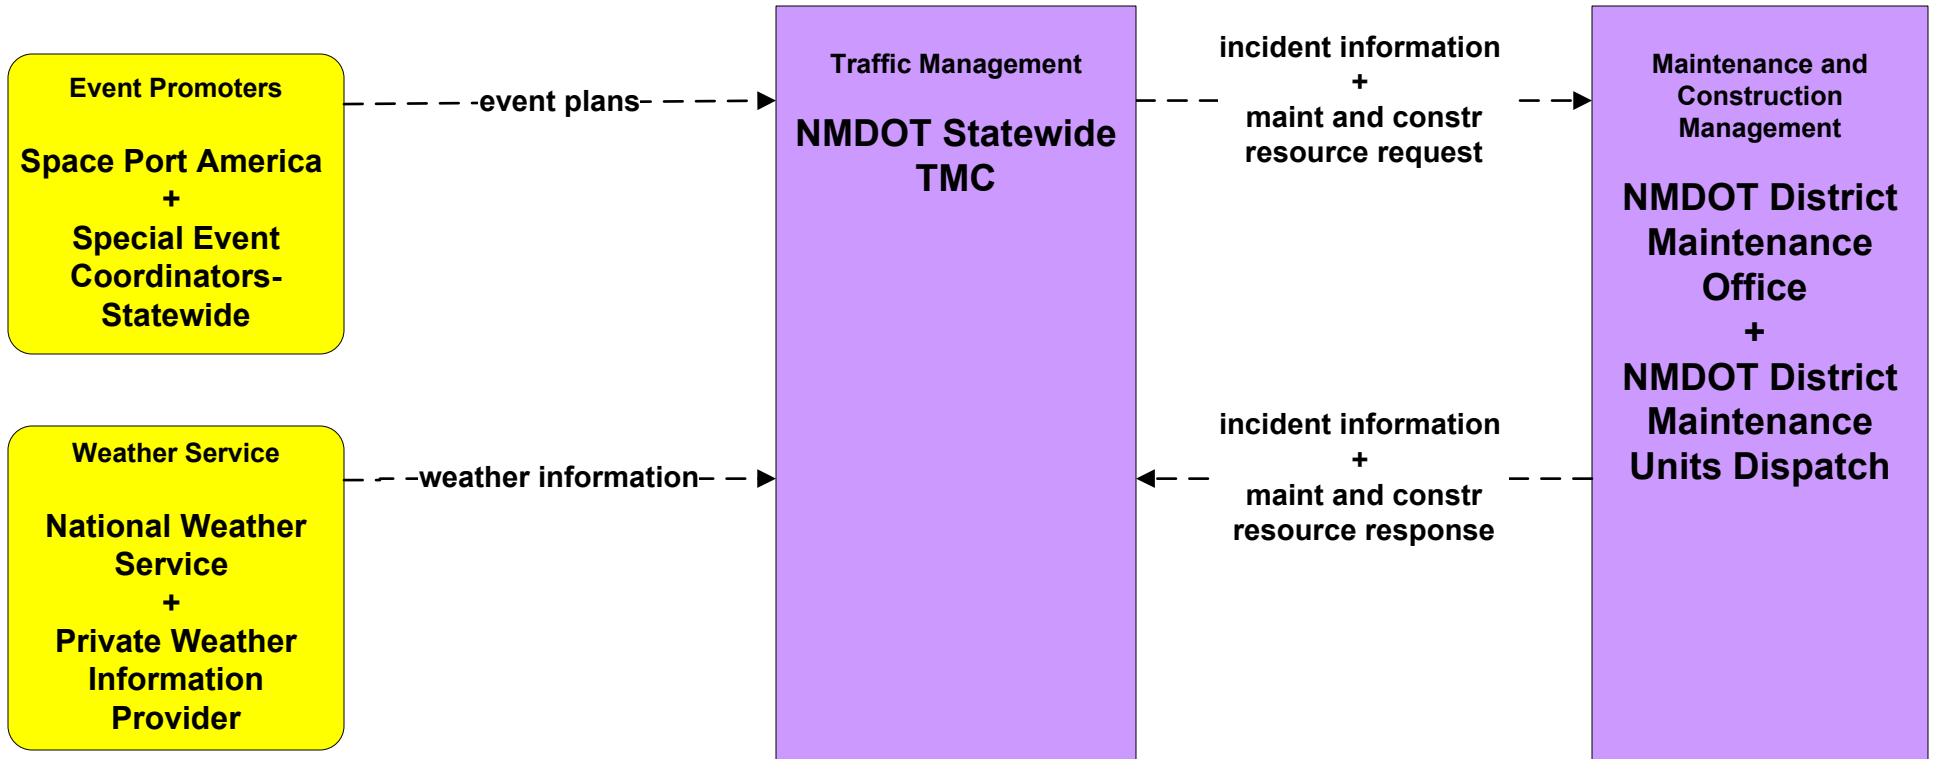 Event Promoters
Space Port America
+
Special Event
Coordinators-
Statewide
event plans
Weather Service
National Weather
Service
+
Private Weather
Information
Provider
weather information
Traffic Management
NMDOT Statewide
TMC
incident information
+
maint and constr
resource request
incident information
+
maint and constr
resource response
Maintenance and
Construction
Management
NMDOT District
Maintenance
Office
+
NMDOT District
Maintenance
Units Dispatch